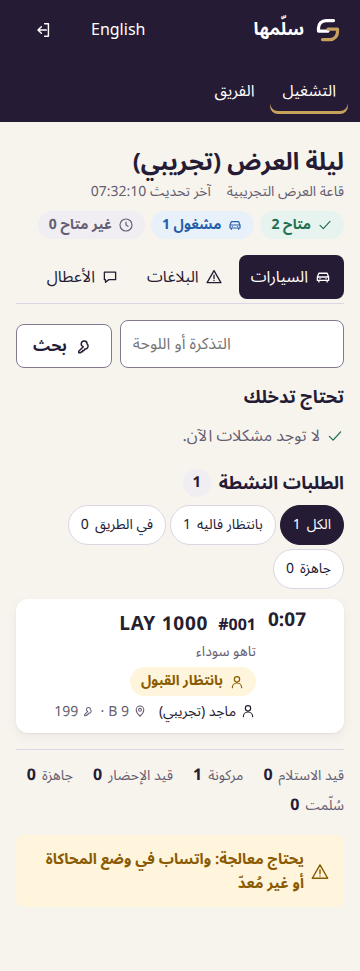 سلّمها
English
التشغيل
الفريق
ليلة العرض (تجريبي)
قاعة العرض التجريبية آخر تحديث 07:32:10
متاح 2
مشغول 1
غير متاح 0
السيارات
البلاغات
الأعطال
التذكرة أو اللوحة
بحث
تحتاج تدخلك
لا توجد مشكلات الآن.
الطلبات النشطة 1
الكل 1
بانتظار فاليه 1
في الطريق 0
جاهزة 0
0:07 #001 LAY 1000
تاهو سوداء
بانتظار القبول
ماجد (تجريبي) B 9 · 199
قيد الاستلام 0 مركونة 1 قيد الإحضار 0 جاهزة 0
سُلّمت 0
يحتاج معالجة: واتساب في وضع المحاكاة
أو غير مُعدّ